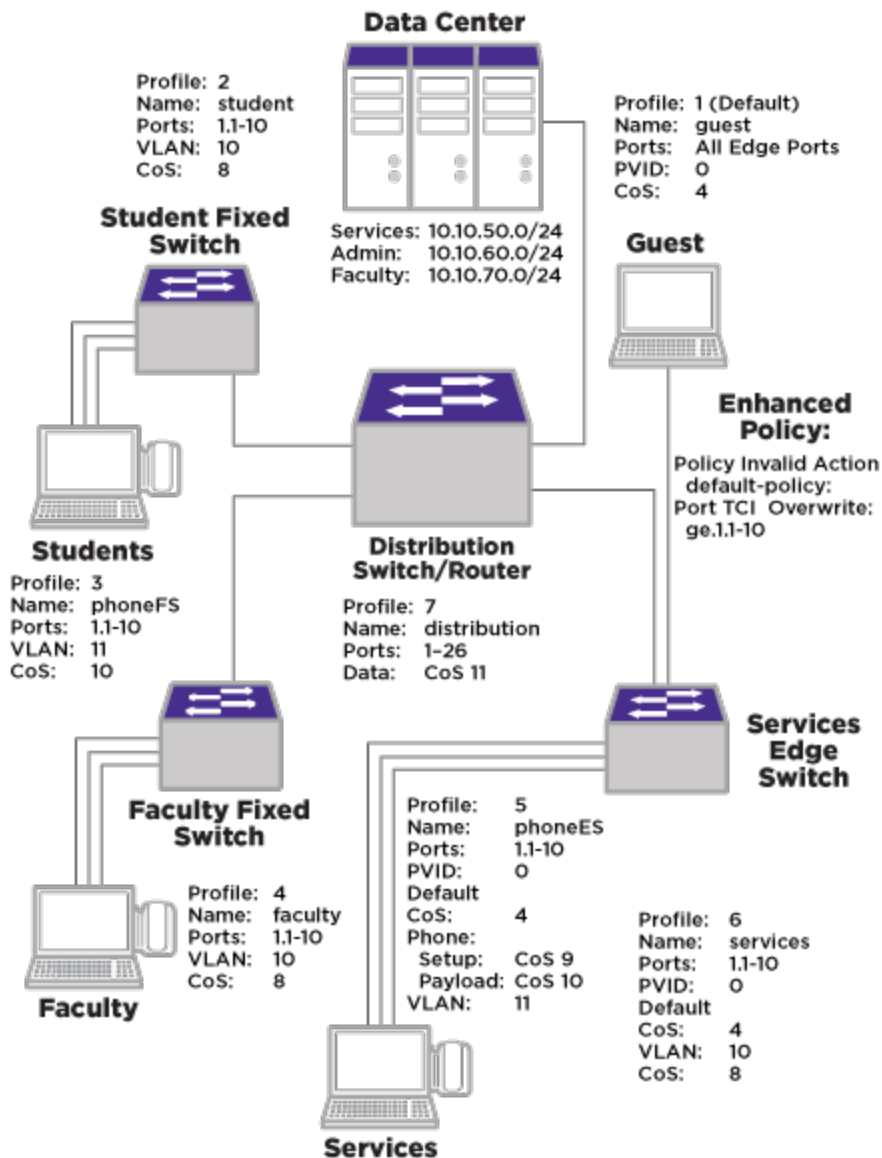 Data Center
Profile: 2
Name: student
Ports: 1.1-10
VLAN: 10
CoS: 8
Profile: 1 (Default)
Name: guest
Ports: All Edge Ports
PVID: 0
CoS: 4
Student Fixed
Switch
Services: 10.10.50.0/24
Admin: 10.10.60.0/24
Faculty: 10.10.70.0/24
Guest
Enhanced
Policy:
Policy Invalid Action
default-policy:
Port TCI Overwrite:
ge.1.1-10
Students
Profile: 3
Name: phoneFS
Ports: 1.1-10
VLAN: 11
CoS: 10
Distribution
Switch/Router
Profile: 7
Name: distribution
Ports: 1-26
Data: CoS 11
Services
Edge
Switch
Faculty Fixed
Switch
Profile: 4
Name: faculty
Ports: 1.1-10
VLAN: 10
CoS: 8
Faculty
Profile: 5
Name: phoneES
Ports: 1.1-10
PVID: 0
Default
CoS: 4
Phone:
Setup: CoS 9
Payload: CoS 10
VLAN: 11
Profile: 6
Name: services
Ports: 1.1-10
PVID: 0
Default
CoS: 4
VLAN: 10
CoS: 8
Services